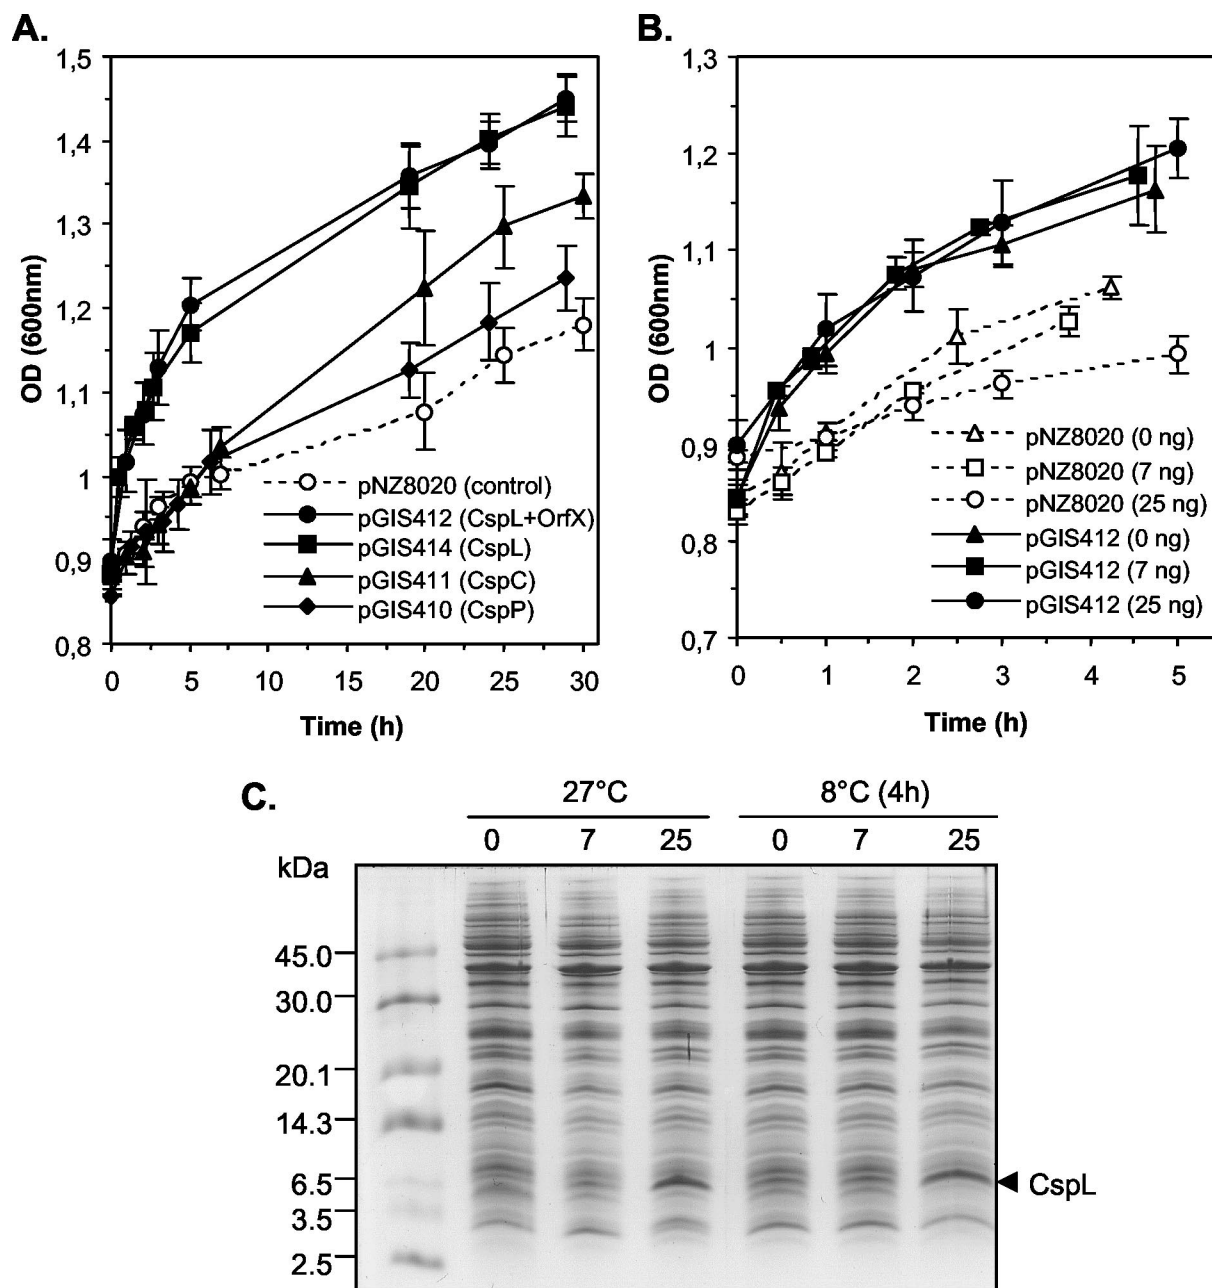 A.
1,5
1,4
1,3
1,2
1,1
1
0,9
0,8
OD (600nm)
pNZ8020 (control)
pGIS412 (CspL+OrfX)
pGIS414 (CspL)
pGIS411 (CspC)
pGIS410 (CspP)
0 5 10 15 20 25 30
Time (h)
B.
1,3
1,2
1,1
1
0,9
0,8
0,7
OD (600nm)
pNZ8020 (0 ng)
pNZ8020 (7 ng)
pNZ8020 (25 ng)
pGIS412 (0 ng)
pGIS412 (7 ng)
pGIS412 (25 ng)
0 1 2 3 4 5
Time (h)
C.
27°C 8°C (4h)
0 7 25 0 7 25
kDa
45.0
30.0
20.1
14.3
6.5
3.5
2.5
CspL